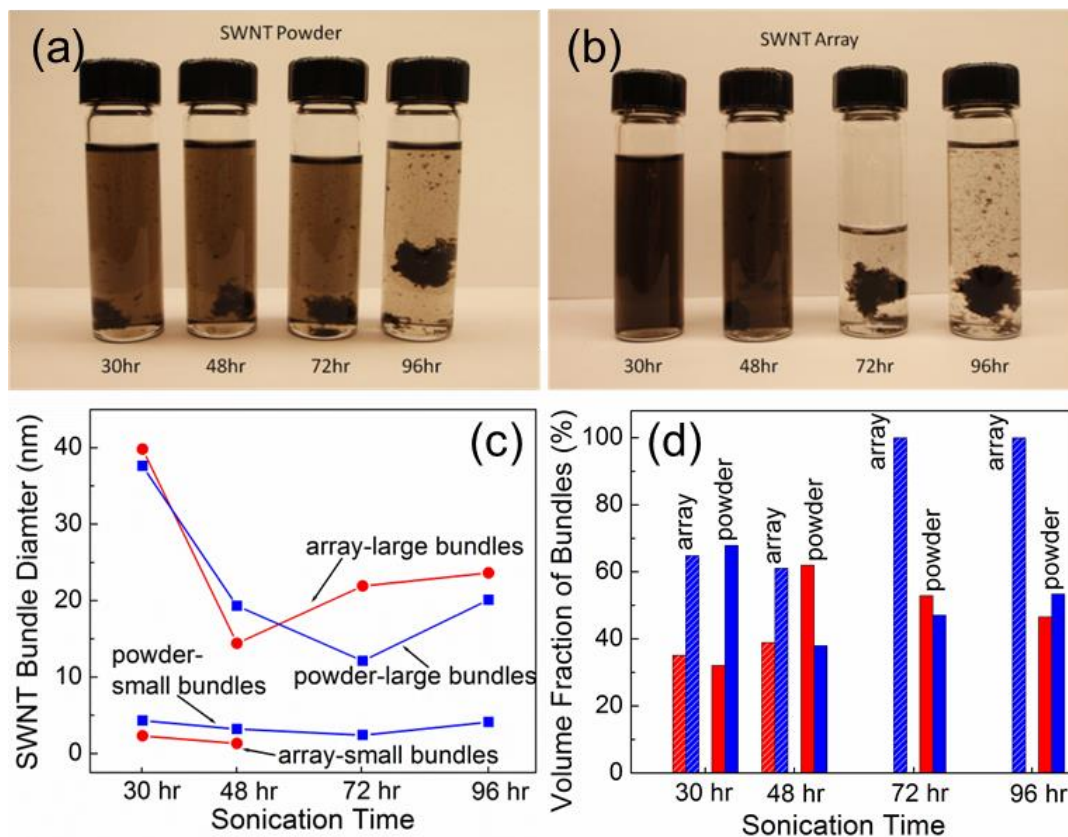 (a)
SWNT Powder
30hr
48hr
72hr
96hr
(b)
SWNT Array
30hr
48hr
72hr
96hr
(c)
SWNT Bundle Diamter (nm)
40
30
20
10
0
array-large bundles
powder-
small bundles
powder-large bundles
array-small bundles
30 hr
48 hr
72 hr
96 hr
Sonication Time
(d)
Volume Fraction of Bundles (%)
100
80
60
40
20
0
array
powder
array
powder
array
powder
array
powder
30 hr
48 hr
72 hr
96 hr
Sonication Time